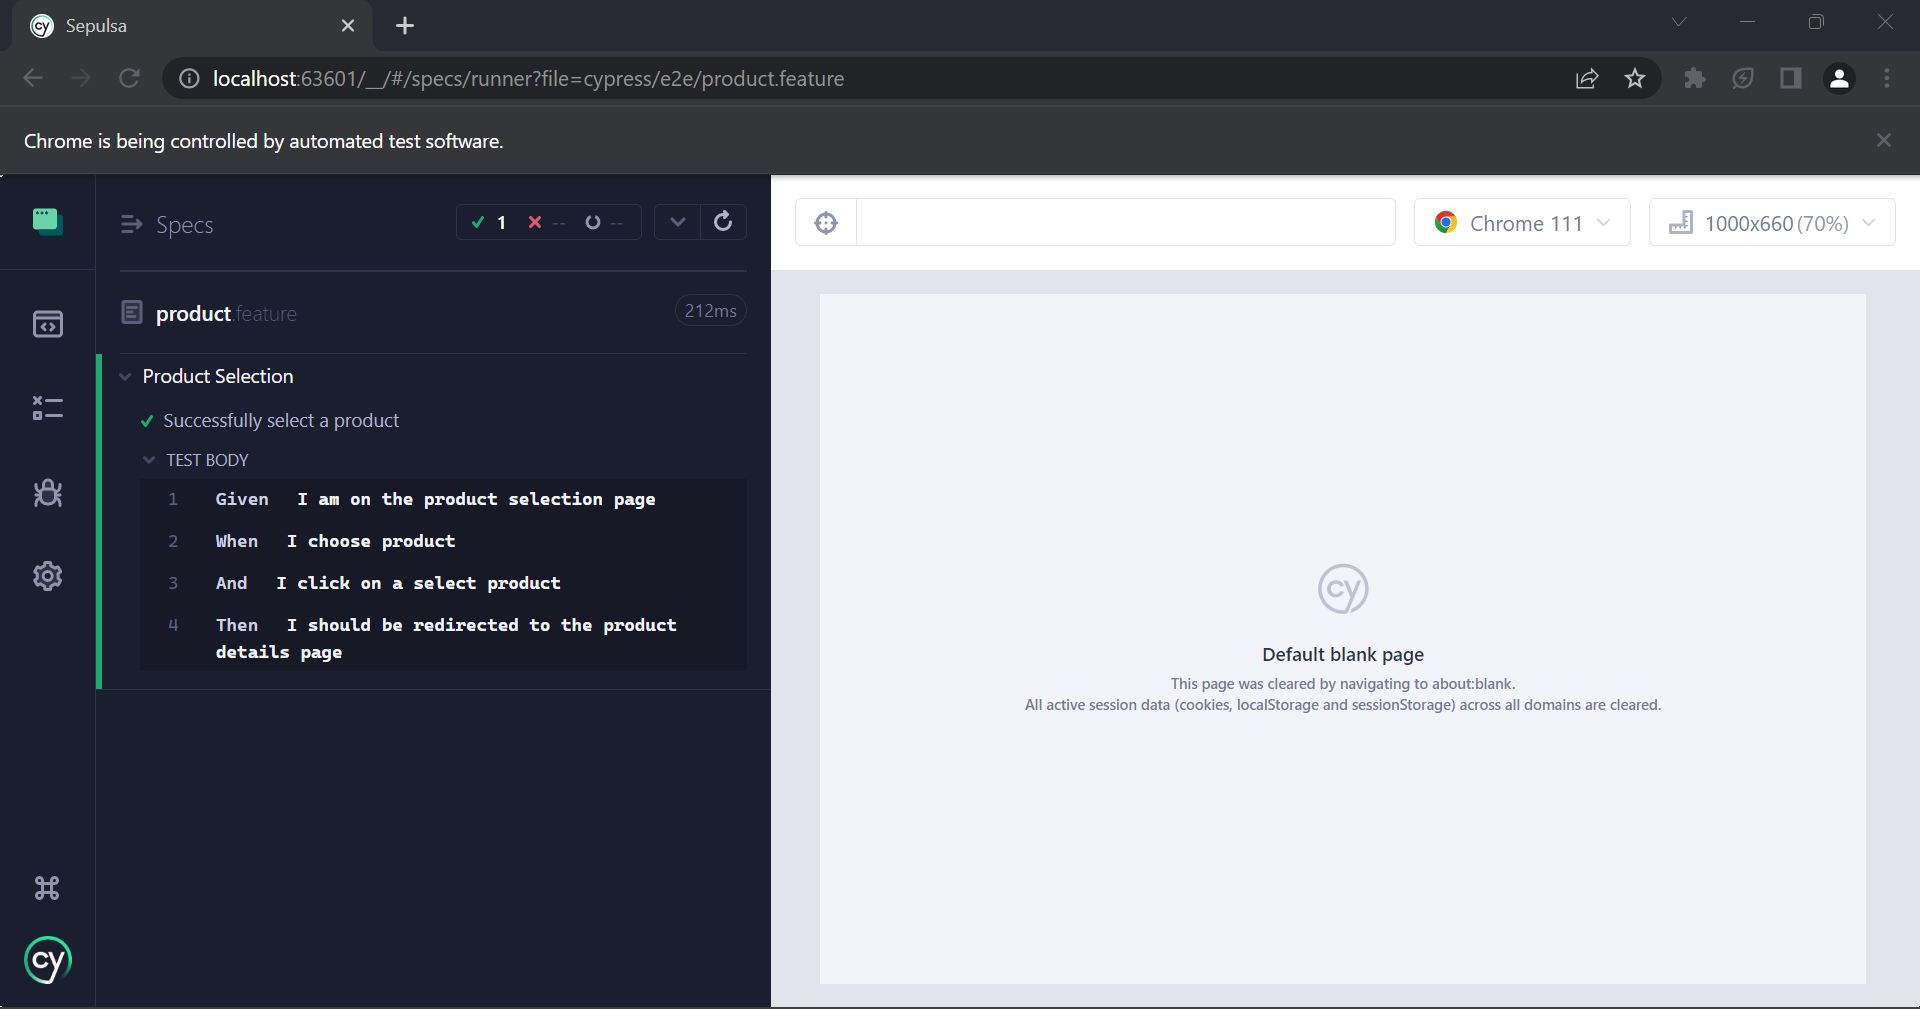 cy Sepulsa
localhost:63601/__/#/specs/runner?file=cypress/e2e/product.feature
Chrome is being controlled by automated test software.
Specs
1 -- --
Chrome 111
1000x660 (70%)
product.feature
212ms
Product Selection
Successfully select a product
TEST BODY
1 Given I am on the product selection page
2 When I choose product
3 And I click on a select product
4 Then I should be redirected to the product
details page
cy
Default blank page
This page was cleared by navigating to about:blank.
All active session data (cookies, localStorage and sessionStorage) across all domains are cleared.
cy